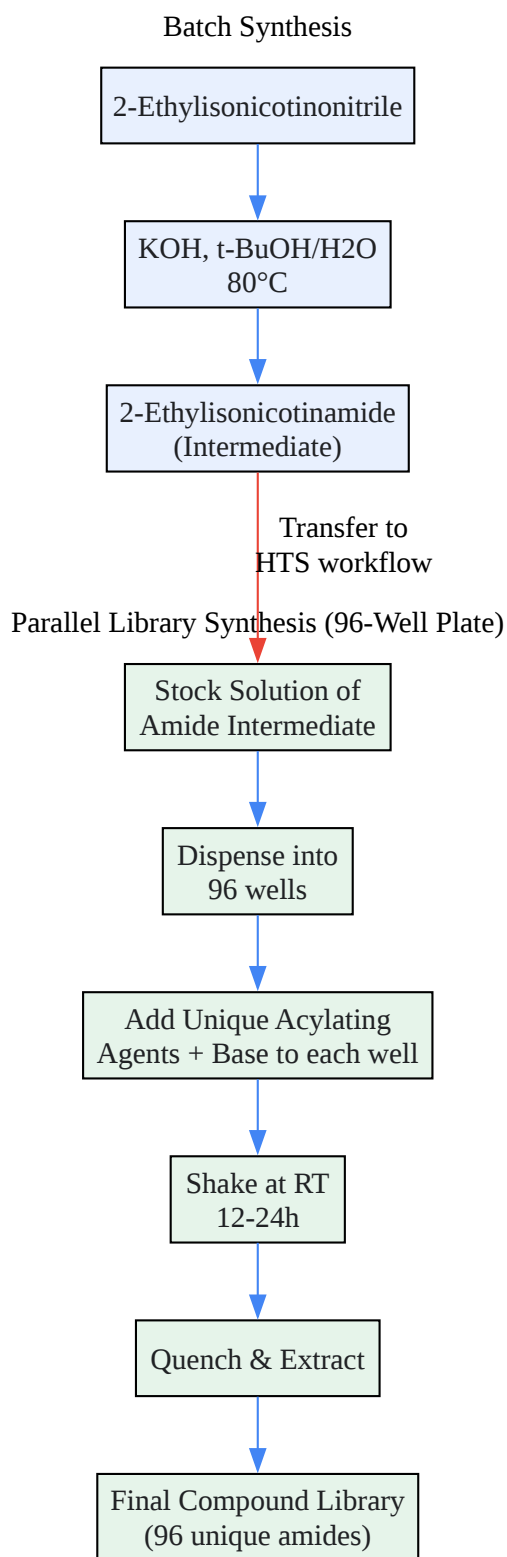 Batch Synthesis
2-Ethylisonicotinonitrile
KOH, t-BuOH/H2O
80°C
2-Ethylisonicotinamide
(Intermediate)
Transfer to
HTS workflow
Parallel Library Synthesis (96-Well Plate)
Stock Solution of
Amide Intermediate
Dispense into
96 wells
Add Unique Acylating
Agents + Base to each well
Shake at RT
12-24h
Quench & Extract
Final Compound Library
(96 unique amides)